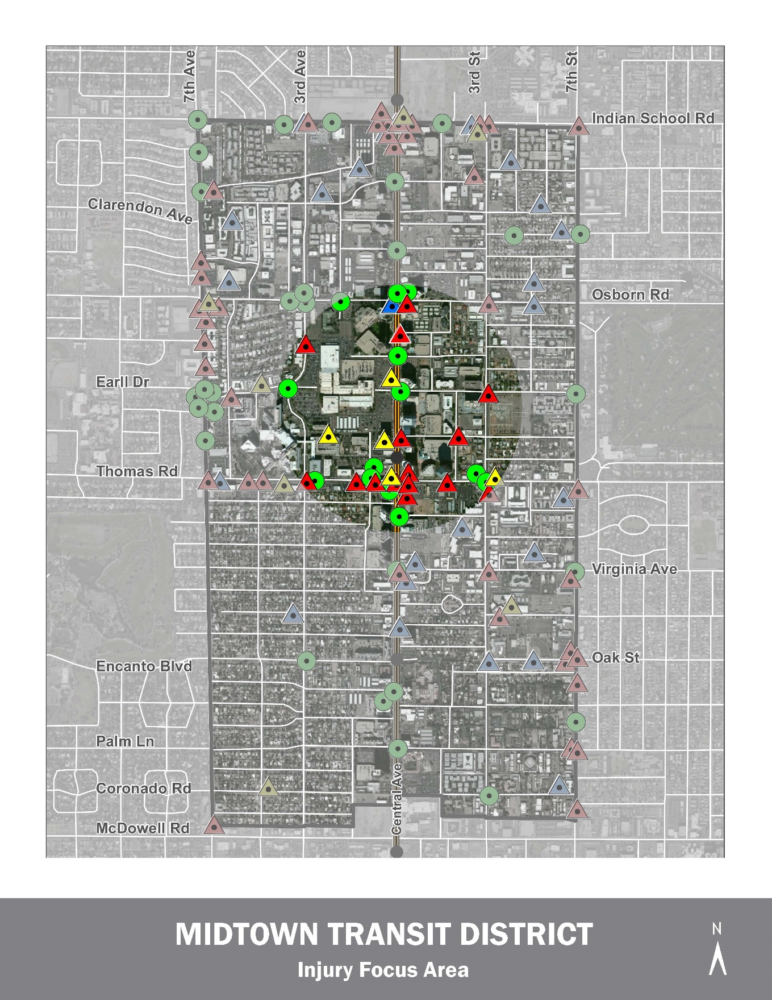 7th Ave
3rd Ave
3rd St
7th St
Indian School Rd
Clarendon Ave
Osborn Rd
Earll Dr
Thomas Rd
Virginia Ave
Encanto Blvd
Oak St
Palm Ln
Central Ave
Coronado Rd
McDowell Rd
MIDTOWN TRANSIT DISTRICT
Injury Focus Area
N